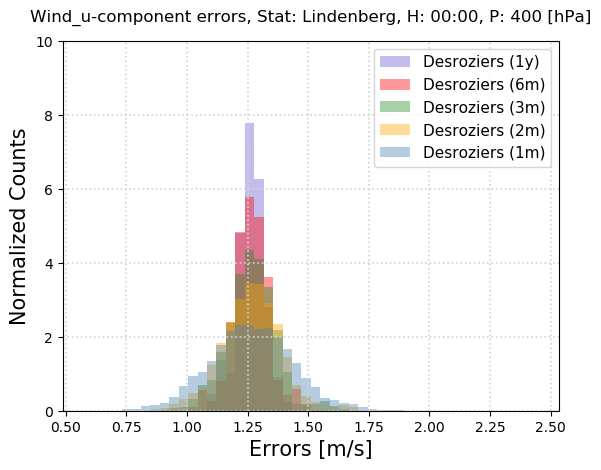 Wind_u-component errors, Stat: Lindenberg, H: 00:00, P: 400 [hPa]
10
8
6
4
2
0
Normalized Counts
Desroziers (1y)
Desroziers (6m)
Desroziers (3m)
Desroziers (2m)
Desroziers (1m)
0.50 0.75 1.00 1.25 1.50 1.75 2.00 2.25 2.50
Errors [m/s]